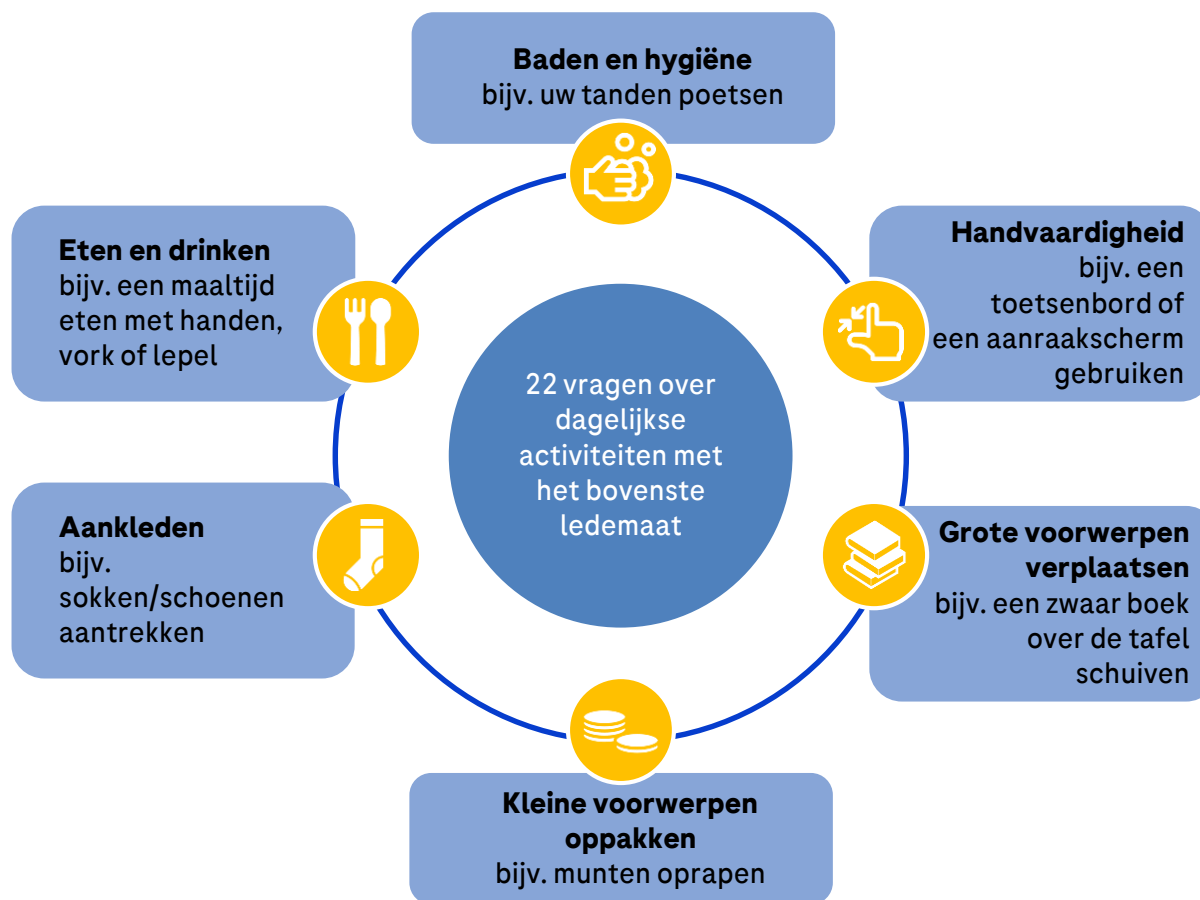 Baden en hygiëne
bijv. uw tanden poetsen
Eten en drinken
bijv. een maaltijd
eten met handen,
vork of lepel
Handvaardigheid
bijv. een
toetsenbord of
een aanraakscherm
gebruiken
22 vragen over
dagelijkse
activiteiten met
het bovenste
ledemaat
Aankleden
bijv.
sokken/schoenen
aantrekken
Grote voorwerpen
verplaatsen
bijv. een zwaar boek
over de tafel
schuiven
Kleine voorwerpen
oppakken
bijv. munten oprapen